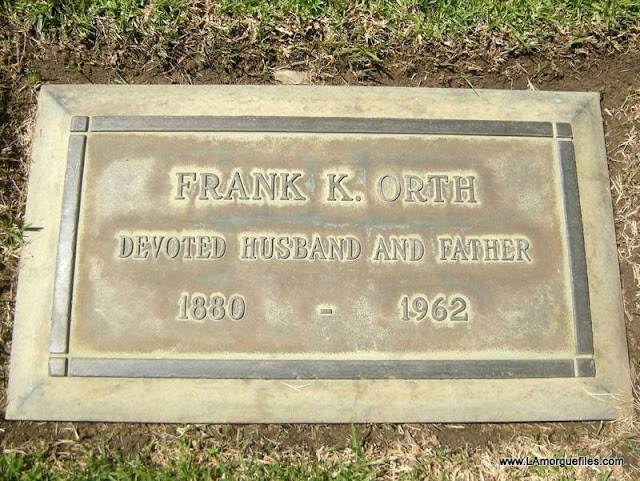 FRANK K. ORTH
DEVOTED HUSBAND AND FATHER
1880 - 1962
www.LAmorguefiles.com